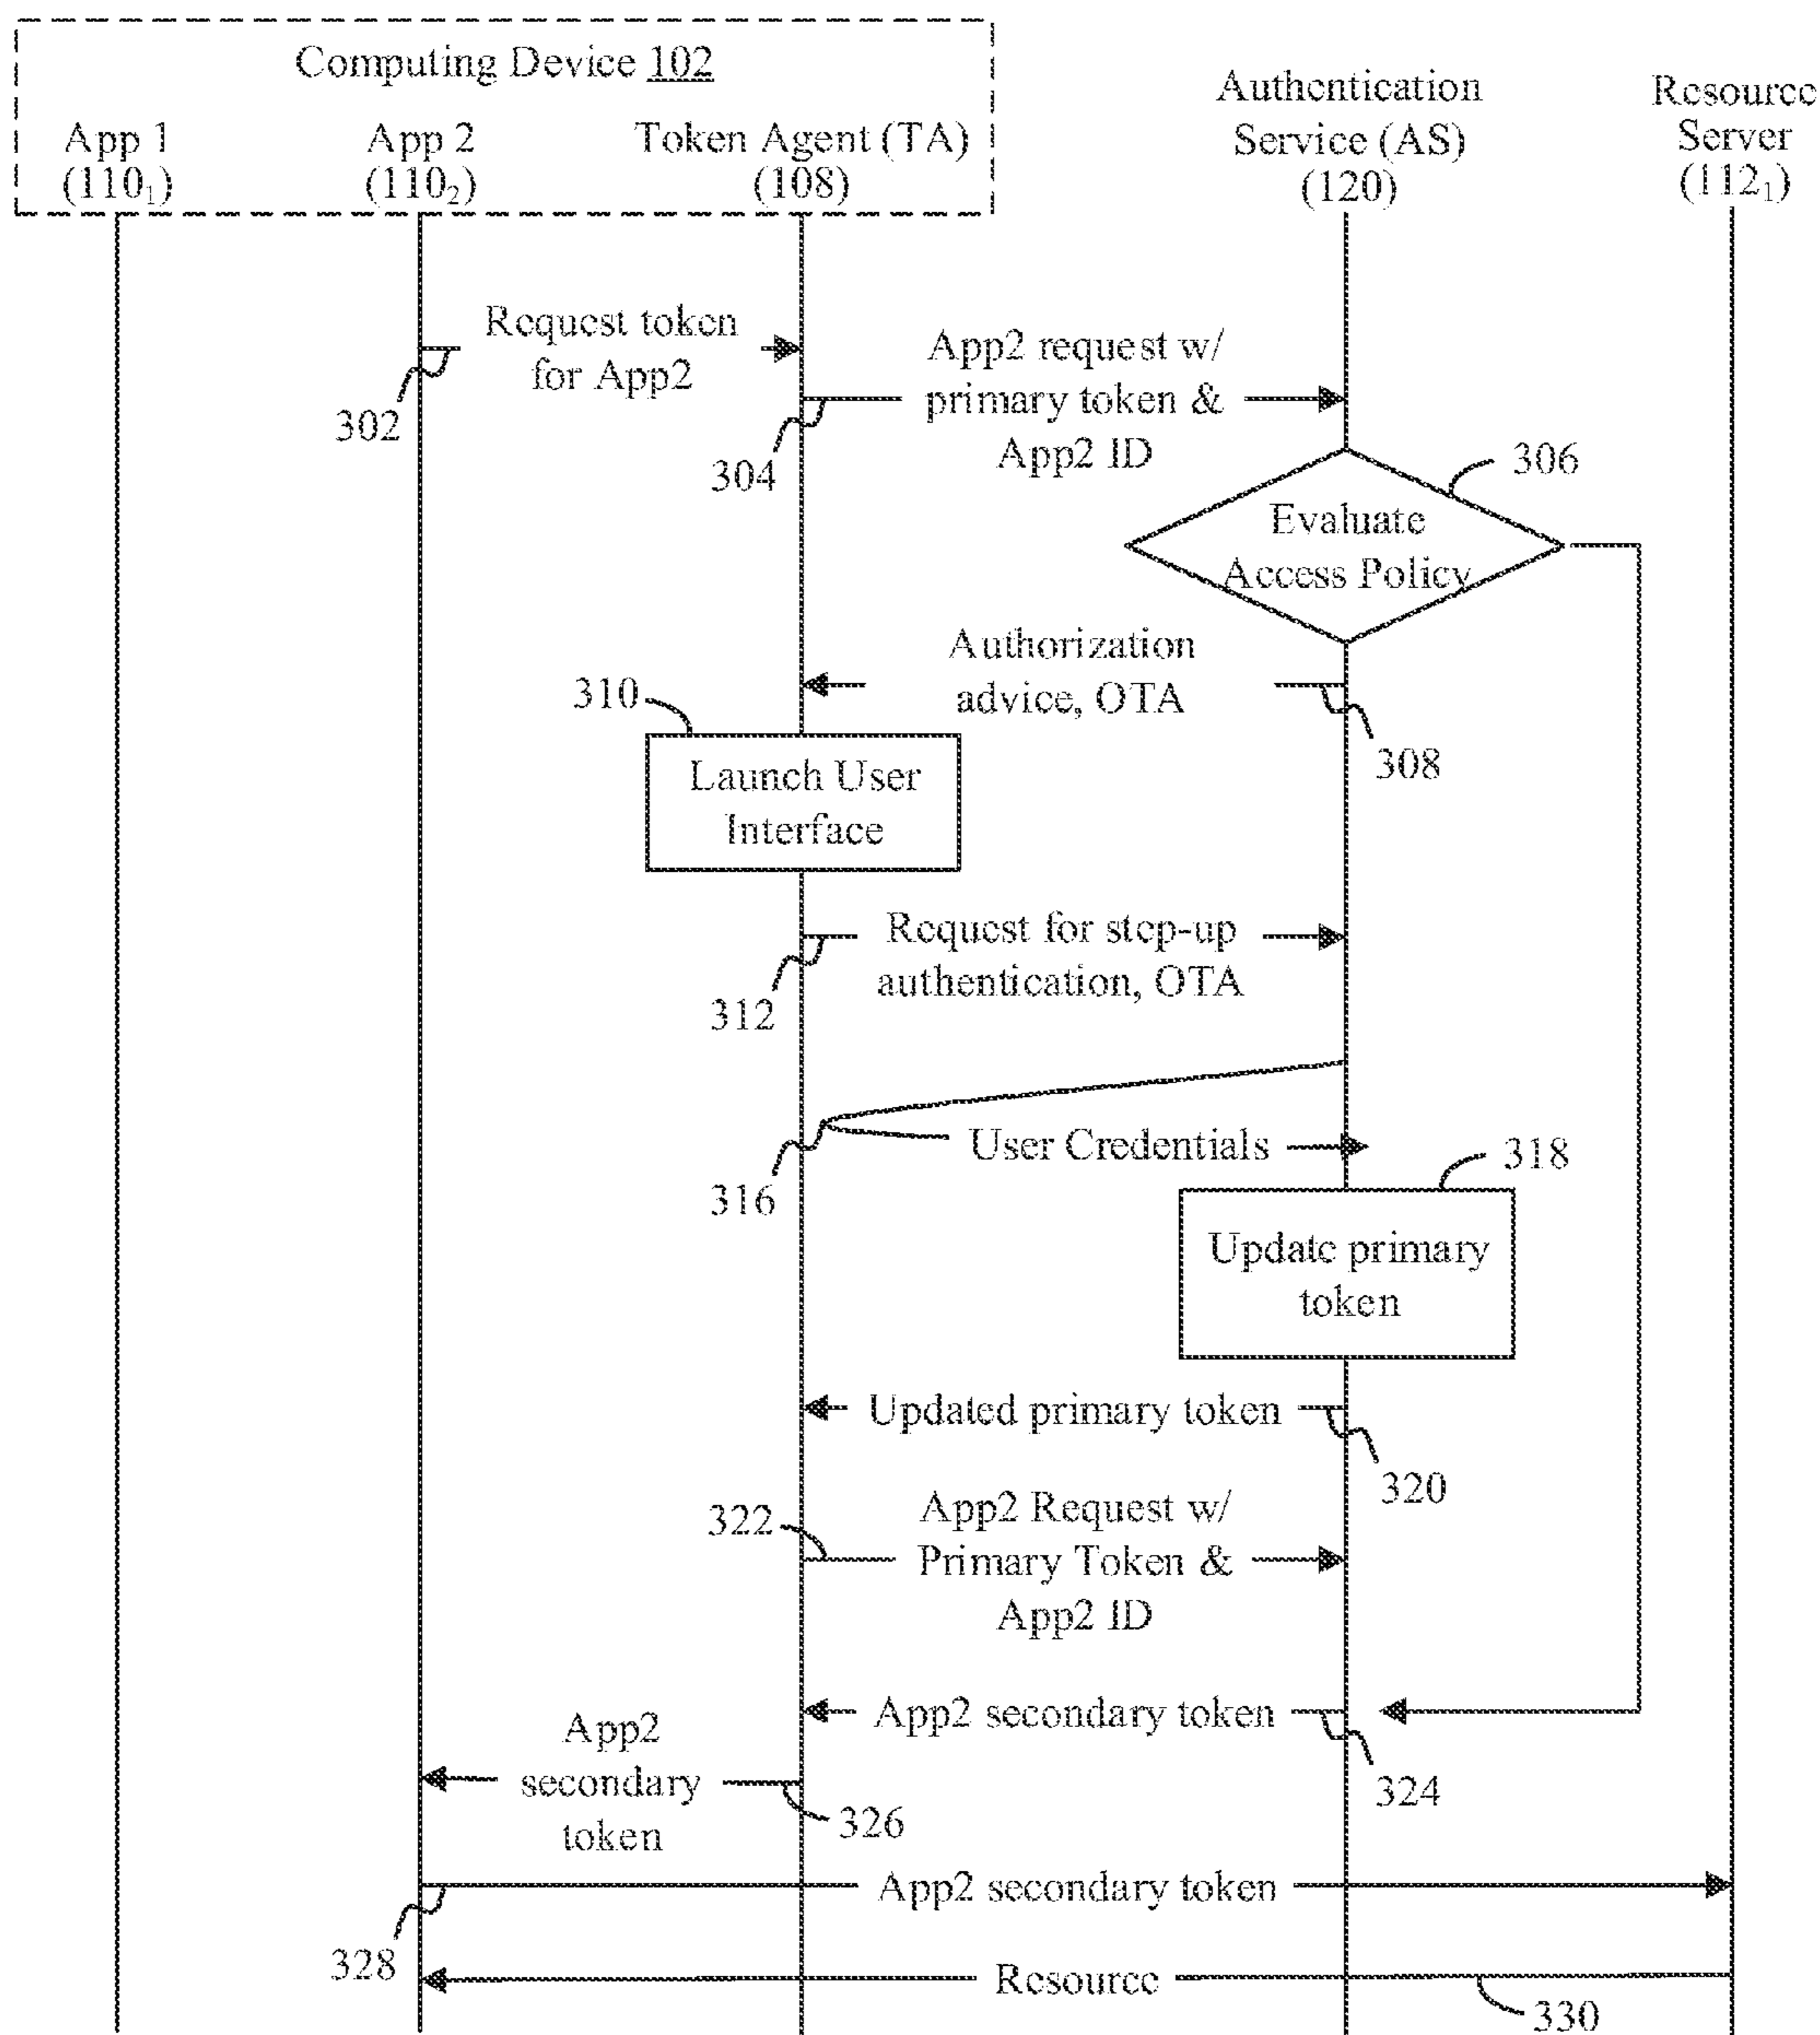 Computing Device 102
App 1
(110₁)
App 2
(110₂)
Token Agent (TA)
(108)
Authentication
Service (AS)
(120)
Resource
Server
(112₁)
Request token
for App2
302
App2 request w/
primary token &
App2 ID
304
306
Evaluate
Access Policy
Authorization
advice, OTA
308
310
Launch User
Interface
Request for step-up
authentication, OTA
312
User Credentials
316
318
Update primary
token
Updated primary token
320
322
App2 Request w/
Primary Token &
App2 ID
App2 secondary token
324
App2
secondary
token
326
App2 secondary token
328
Resource
330